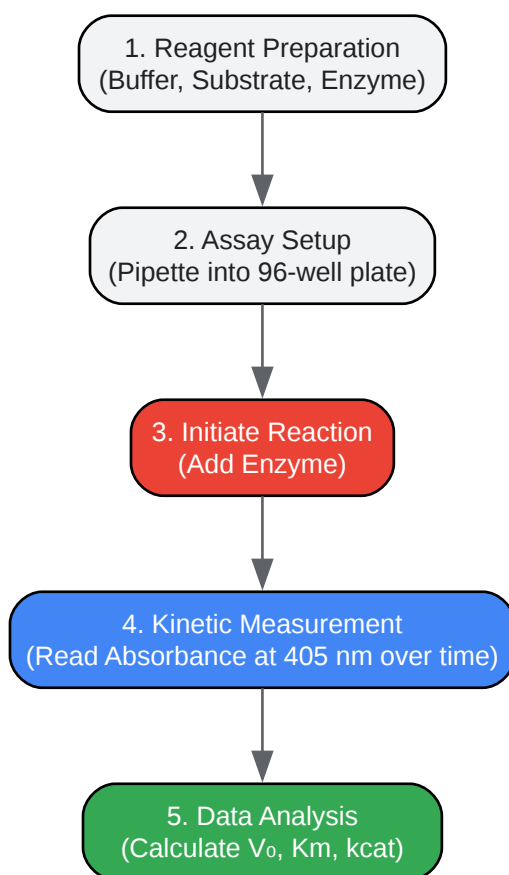 1. Reagent Preparation
(Buffer, Substrate, Enzyme)
2. Assay Setup
(Pipette into 96-well plate)
3. Initiate Reaction
(Add Enzyme)
4. Kinetic Measurement
(Read Absorbance at 405 nm over time)
5. Data Analysis
(Calculate V₀, Km, kcat)